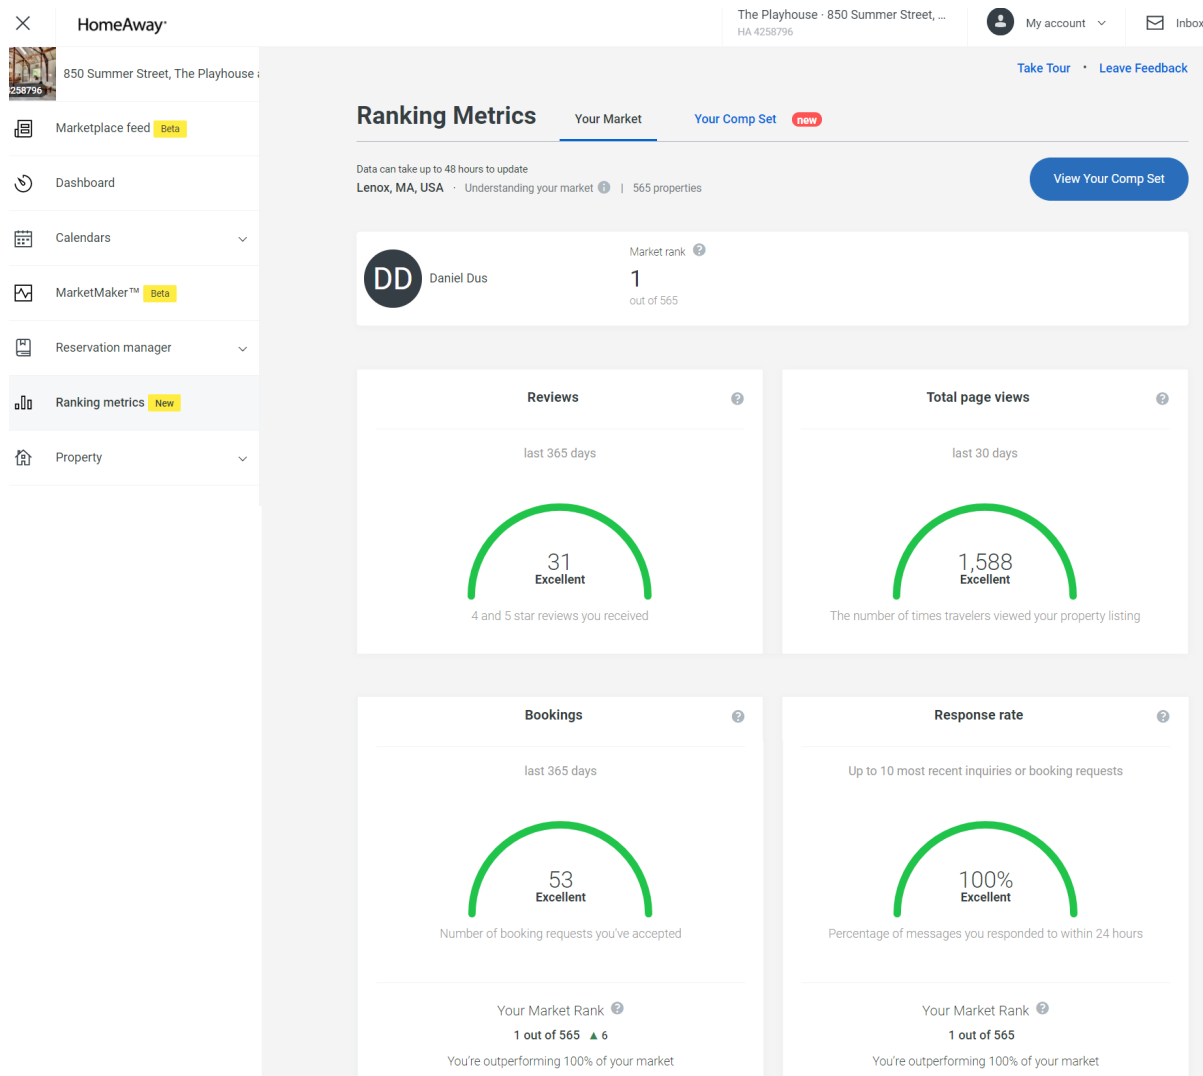 HomeAway
The Playhouse · 850 Summer Street, ...
HA 4258796
My account
Inbox
258796
850 Summer Street, The Playhouse
Marketplace feed Beta
Dashboard
Calendars
MarketMaker™ Beta
Reservation manager
Ranking metrics New
Property
Take Tour · Leave Feedback
Ranking Metrics
Your Market
Your Comp Set new
Data can take up to 48 hours to update
Lenox, MA, USA · Understanding your market | 565 properties
View Your Comp Set
DD
Daniel Dus
Market rank
1
out of 565
Reviews
last 365 days
31
Excellent
4 and 5 star reviews you received
Total page views
last 30 days
1,588
Excellent
The number of times travelers viewed your property listing
Bookings
last 365 days
53
Excellent
Number of booking requests you've accepted
Your Market Rank
1 out of 565 ▲ 6
You're outperforming 100% of your market
Response rate
Up to 10 most recent inquiries or booking requests
100%
Excellent
Percentage of messages you responded to within 24 hours
Your Market Rank
1 out of 565
You're outperforming 100% of your market